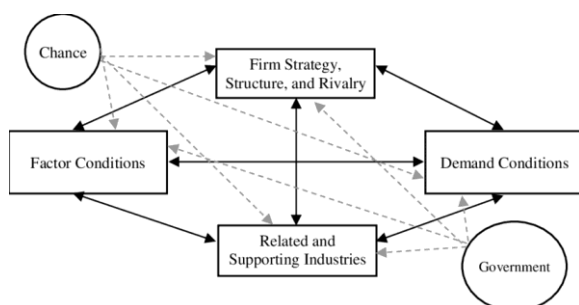 Chance
Firm Strategy,
Structure, and Rivalry
Factor Conditions
Demand Conditions
Related and
Supporting Industries
Government